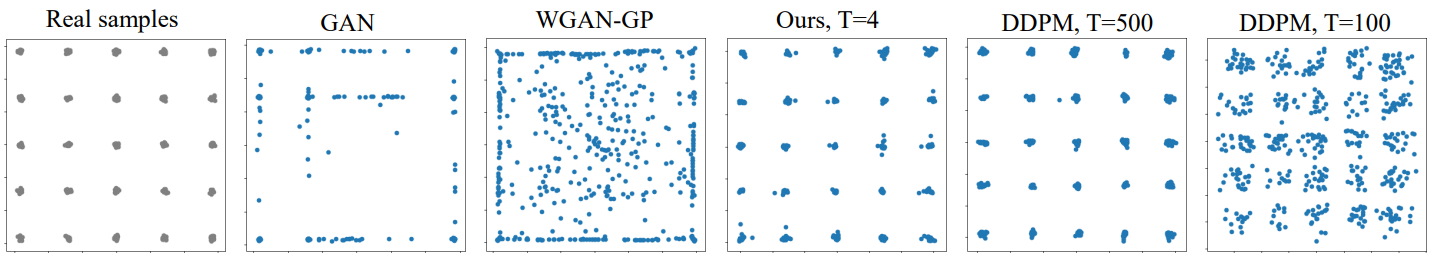 Real samples
GAN
WGAN-GP
Ours, T=4
DDPM, T=500
DDPM, T=100